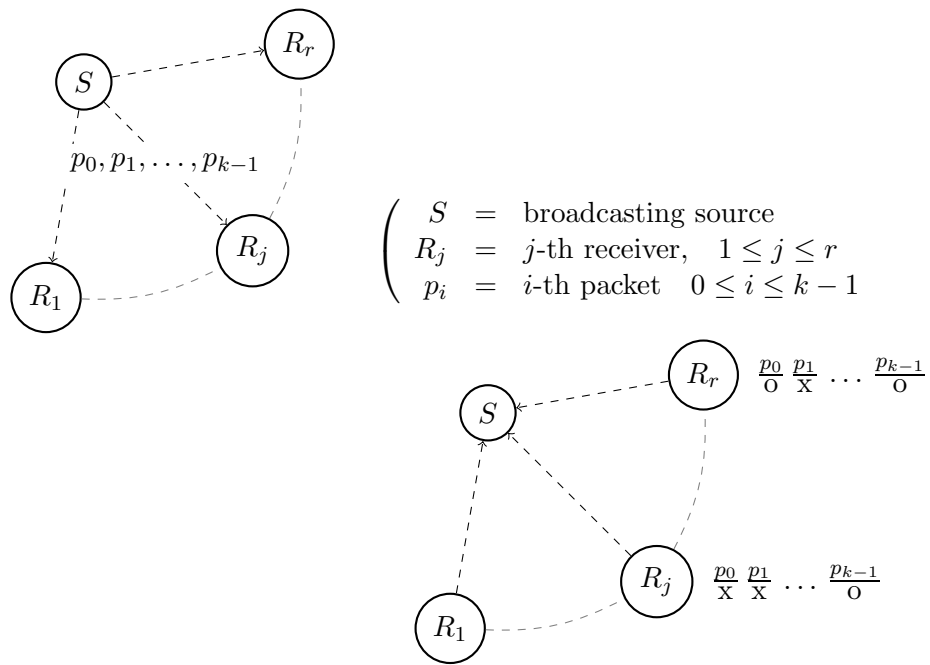 R_r
S
p_0, p_1, . . . , p_{k−1}
R_j
R_1
S = broadcasting source
R_j = j-th receiver, 1 ≤ j ≤ r
p_i = i-th packet 0 ≤ i ≤ k − 1
R_r p_0/o p_1/x . . . p_{k−1}/o
S
R_j p_0/x p_1/x . . . p_{k−1}/o
R_1